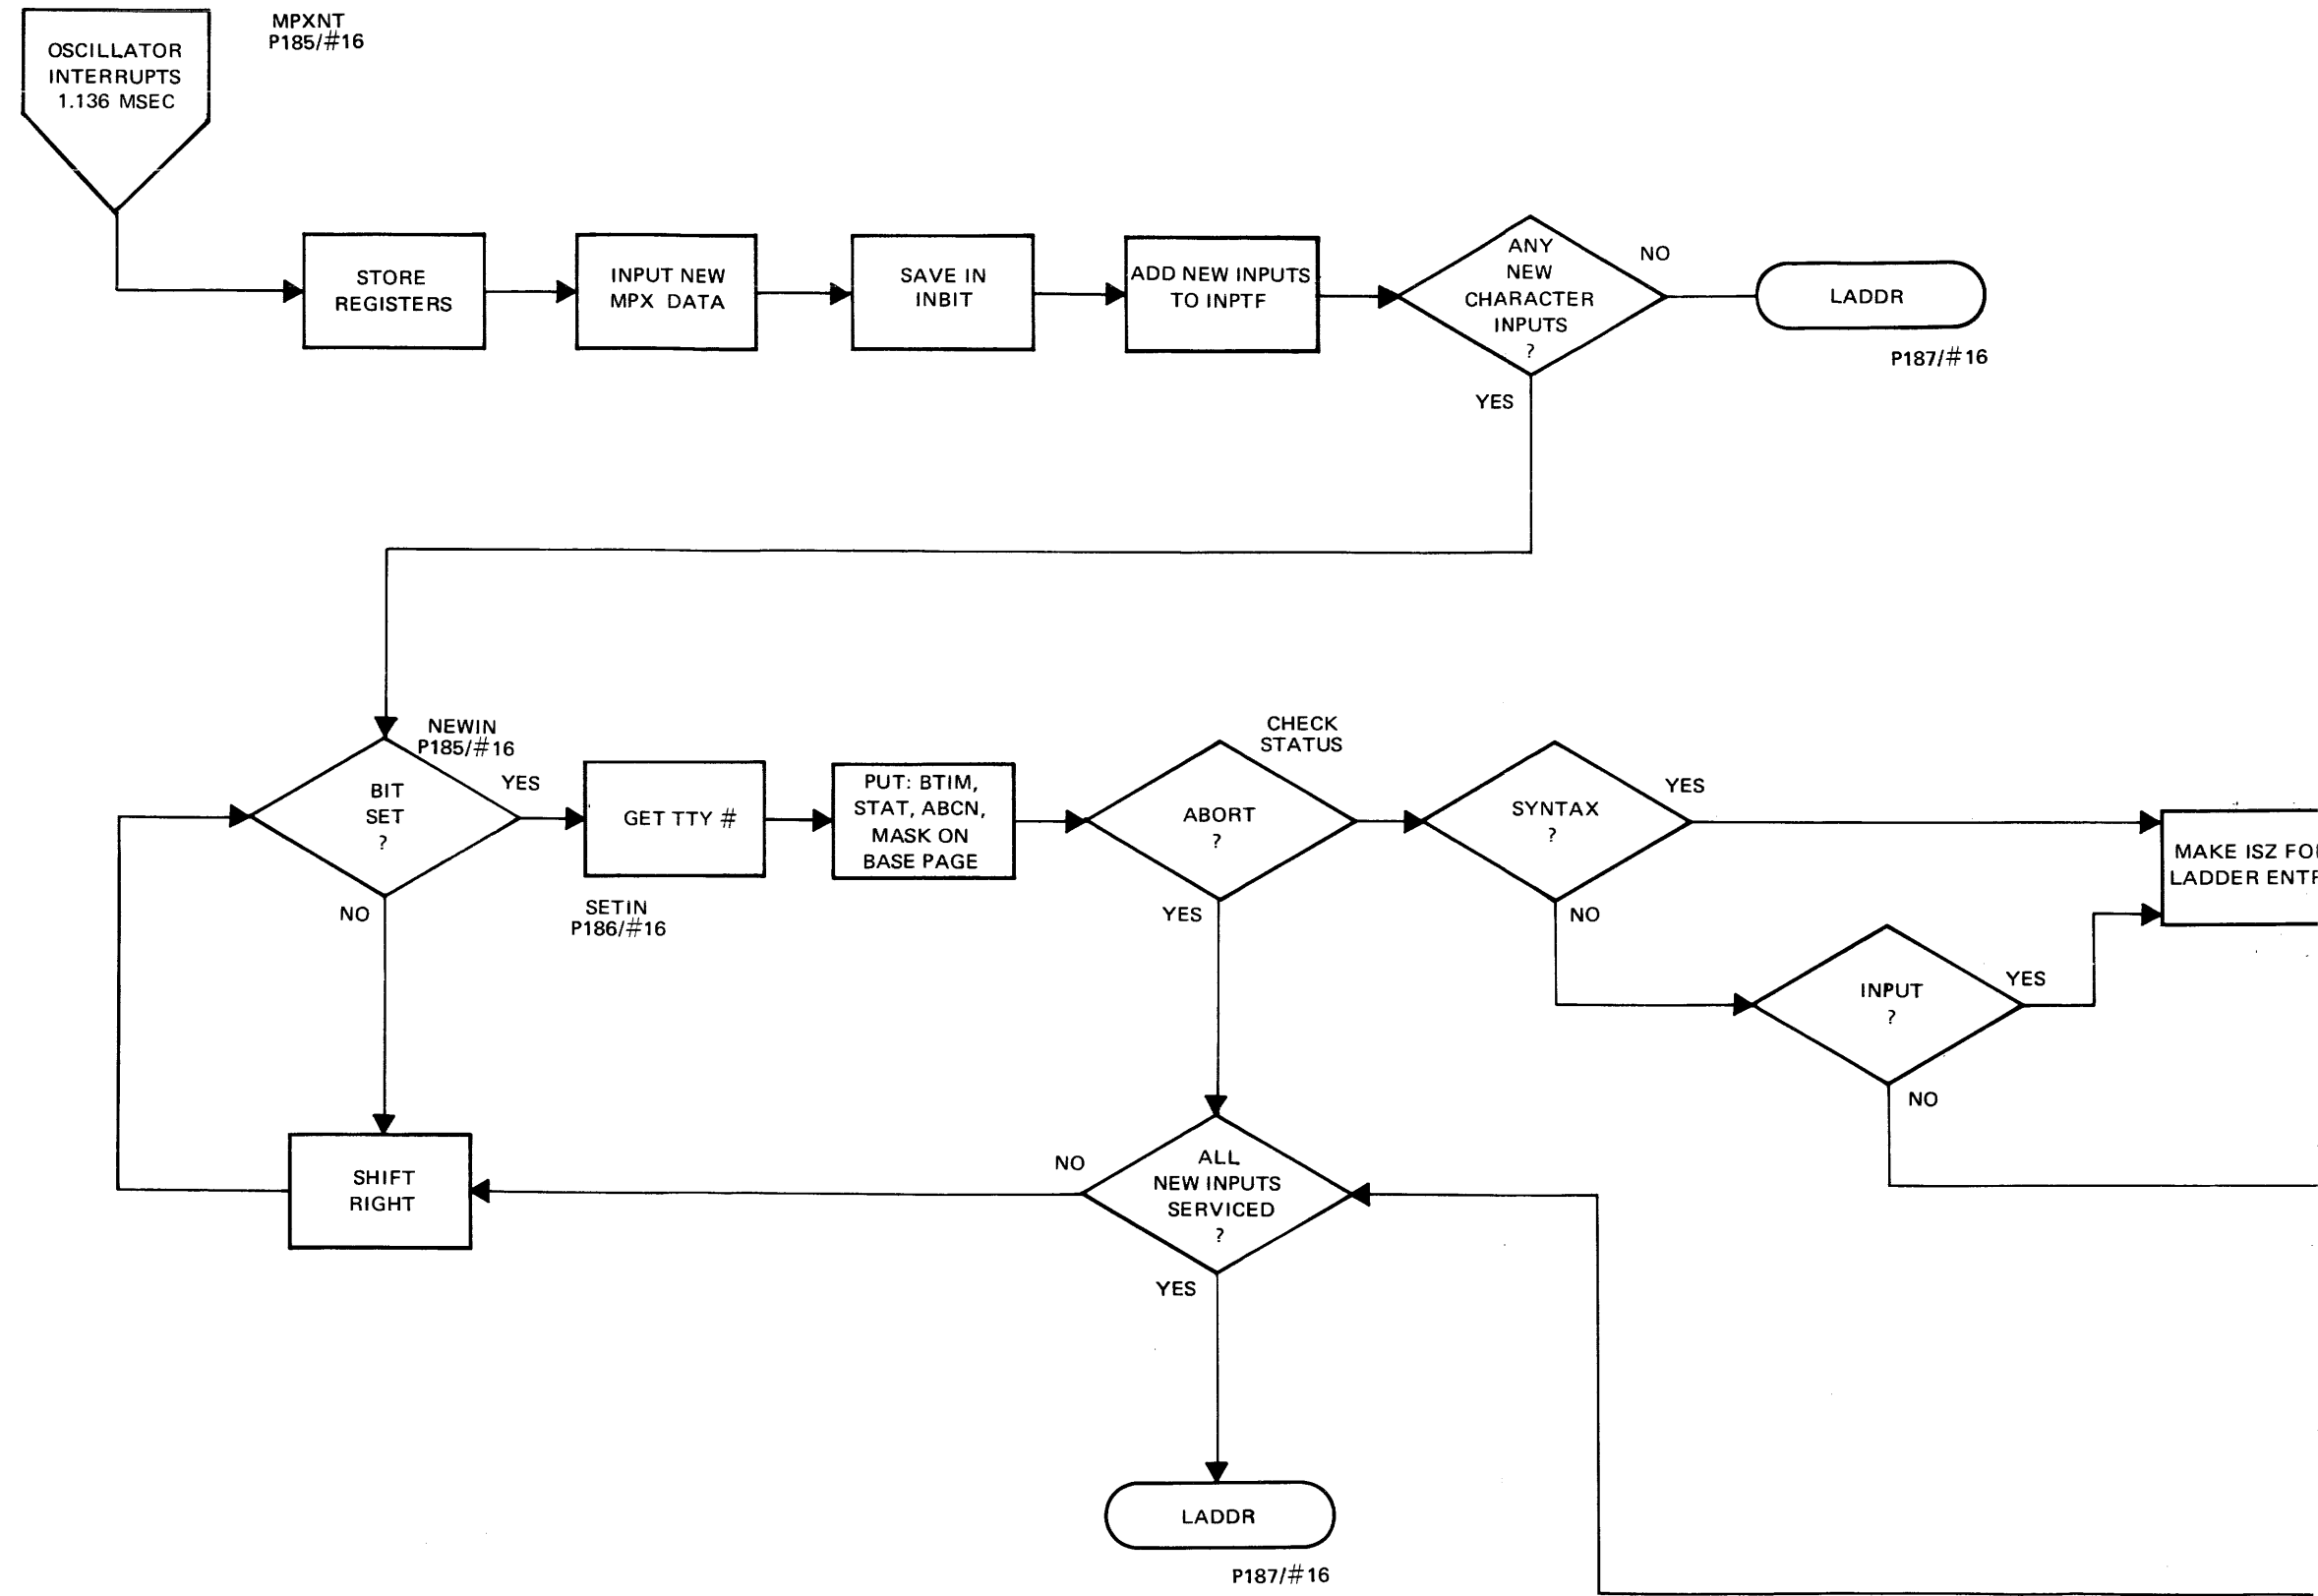 MPXNT
P185/#16
OSCILLATOR
INTERRUPTS
1.136 MSEC
STORE
REGISTERS
INPUT NEW
MPX DATA
SAVE IN
INBIT
ADD NEW INPUTS
TO INPTF
ANY
NEW
CHARACTER
INPUTS
?
NO
YES
LADDR
P187/#16
NEWIN
P185/#16
BIT
SET
?
YES
NO
GET TTY #
SETIN
P186/#16
PUT: BTIM,
STAT, ABCN,
MASK ON
BASE PAGE
CHECK
STATUS
ABORT
?
YES
SYNTAX
?
YES
NO
MAKE ISZ
LADDER
INPUT
?
YES
NO
SHIFT
RIGHT
NO
ALL
NEW INPUTS
SERVICED
?
YES
LADDR
P187/#16